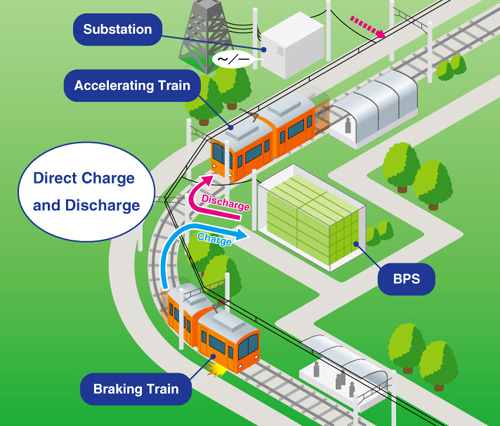 Substation
~/—
Accelerating Train
Direct Charge
and Discharge
Discharge
Charge
BPS
Braking Train